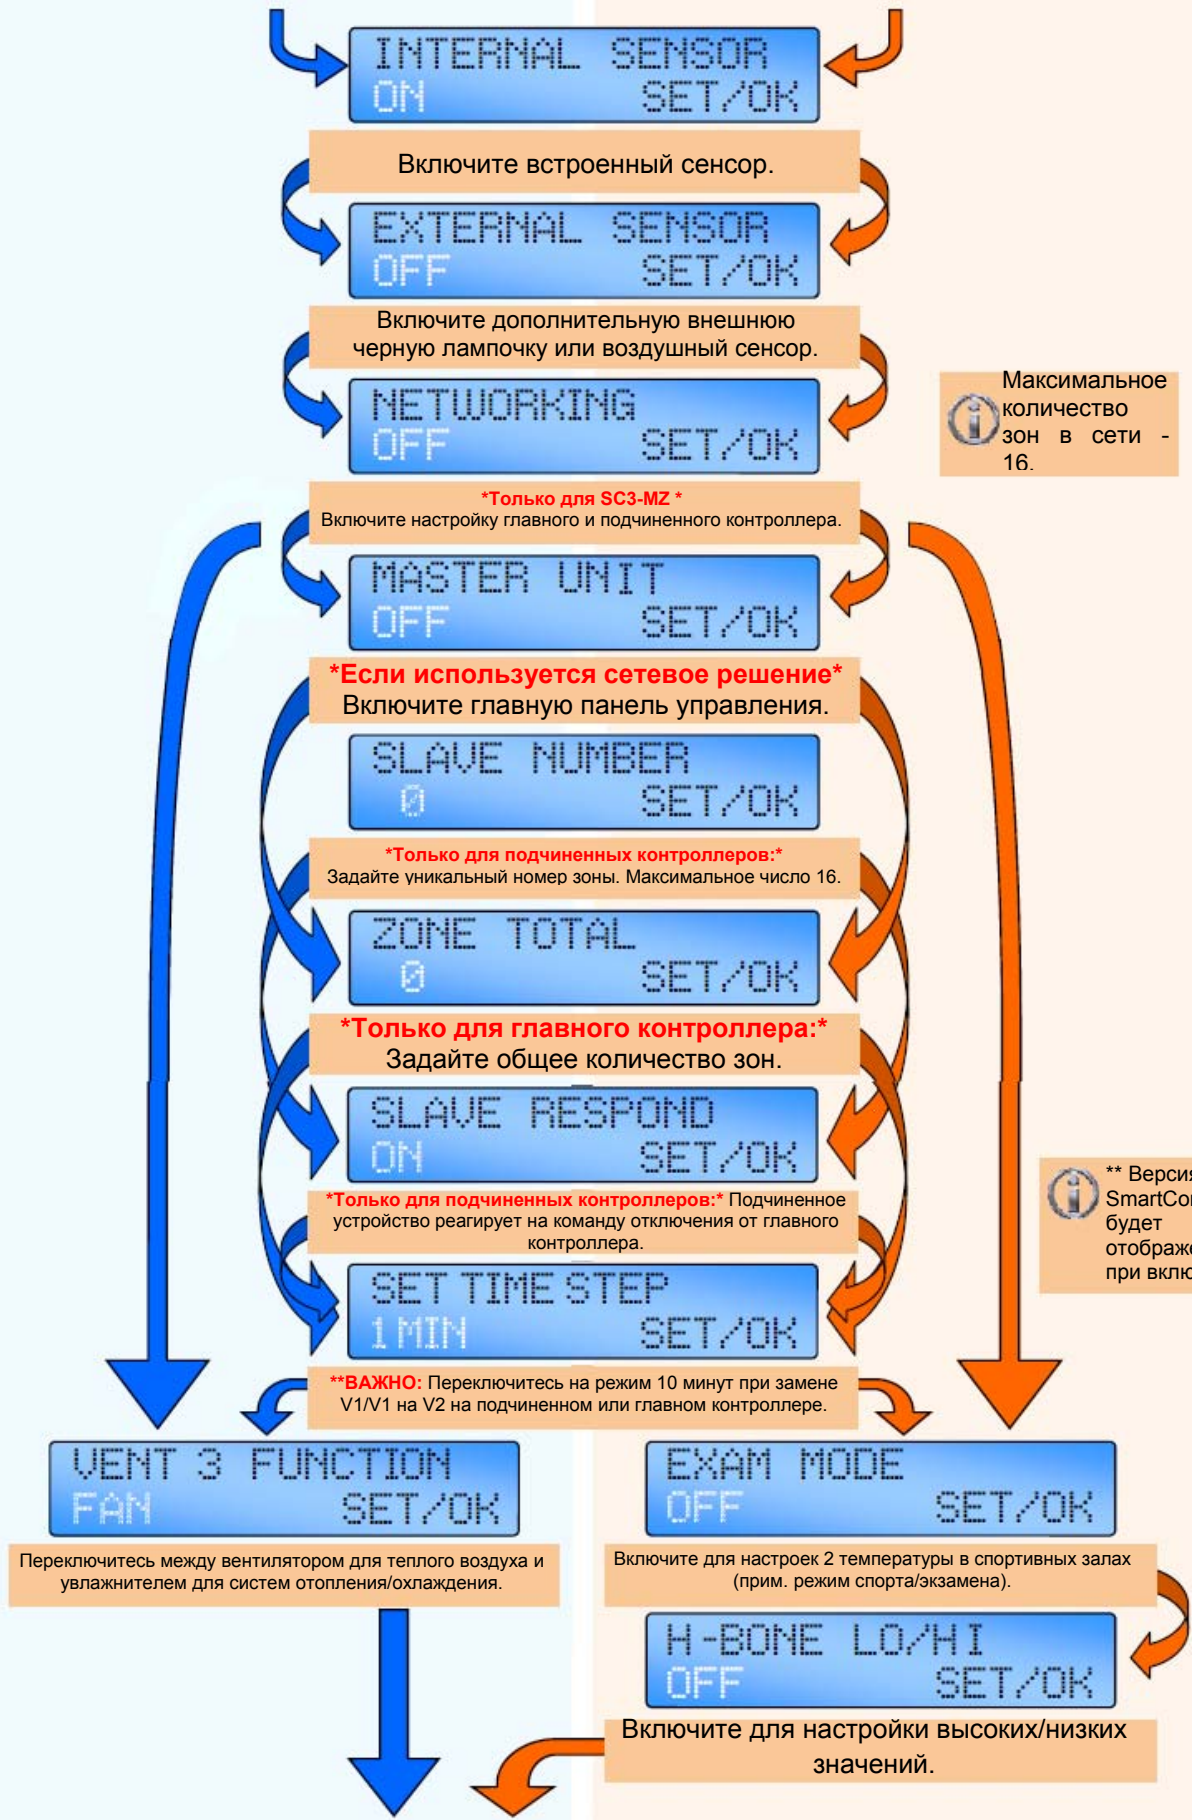 INTERNAL SENSOR
ON SET/OK
Включите встроенный сенсор.
EXTERNAL SENSOR
OFF SET/OK
Включите дополнительную внешнюю
черную лампочку или воздушный сенсор.
NETWORKING
OFF SET/OK
Максимальное
количество
зон в сети -
16.
*Только для SC3-MZ *
Включите настройку главного и подчиненного контроллера.
MASTER UNIT
OFF SET/OK
*Если используется сетевое решение*
Включите главную панель управления.
SLAVE NUMBER
0 SET/OK
*Только для подчиненных контроллеров:*
Задайте уникальный номер зоны. Максимальное число 16.
ZONE TOTAL
0 SET/OK
*Только для главного контроллера:*
Задайте общее количество зон.
SLAVE RESPOND
ON SET/OK
** Версия
SmartCon
будет
отображе
при вклю
*Только для подчиненных контроллеров:* Подчиненное
устройство реагирует на команду отключения от главного
контроллера.
SET TIME STEP
1 MIN SET/OK
**ВАЖНО: Переключитесь на режим 10 минут при замене
V1/V1 на V2 на подчиненном или главном контроллере.
VENT 3 FUNCTION
FAN SET/OK
Переключитесь между вентилятором для теплого воздуха и
увлажнителем для систем отопления/охлаждения.
EXAM MODE
OFF SET/OK
Включите для настроек 2 температуры в спортивных залах
(прим. режим спорта/экзамена).
H-BONE LO/HI
OFF SET/OK
Включите для настройки высоких/низких
значений.